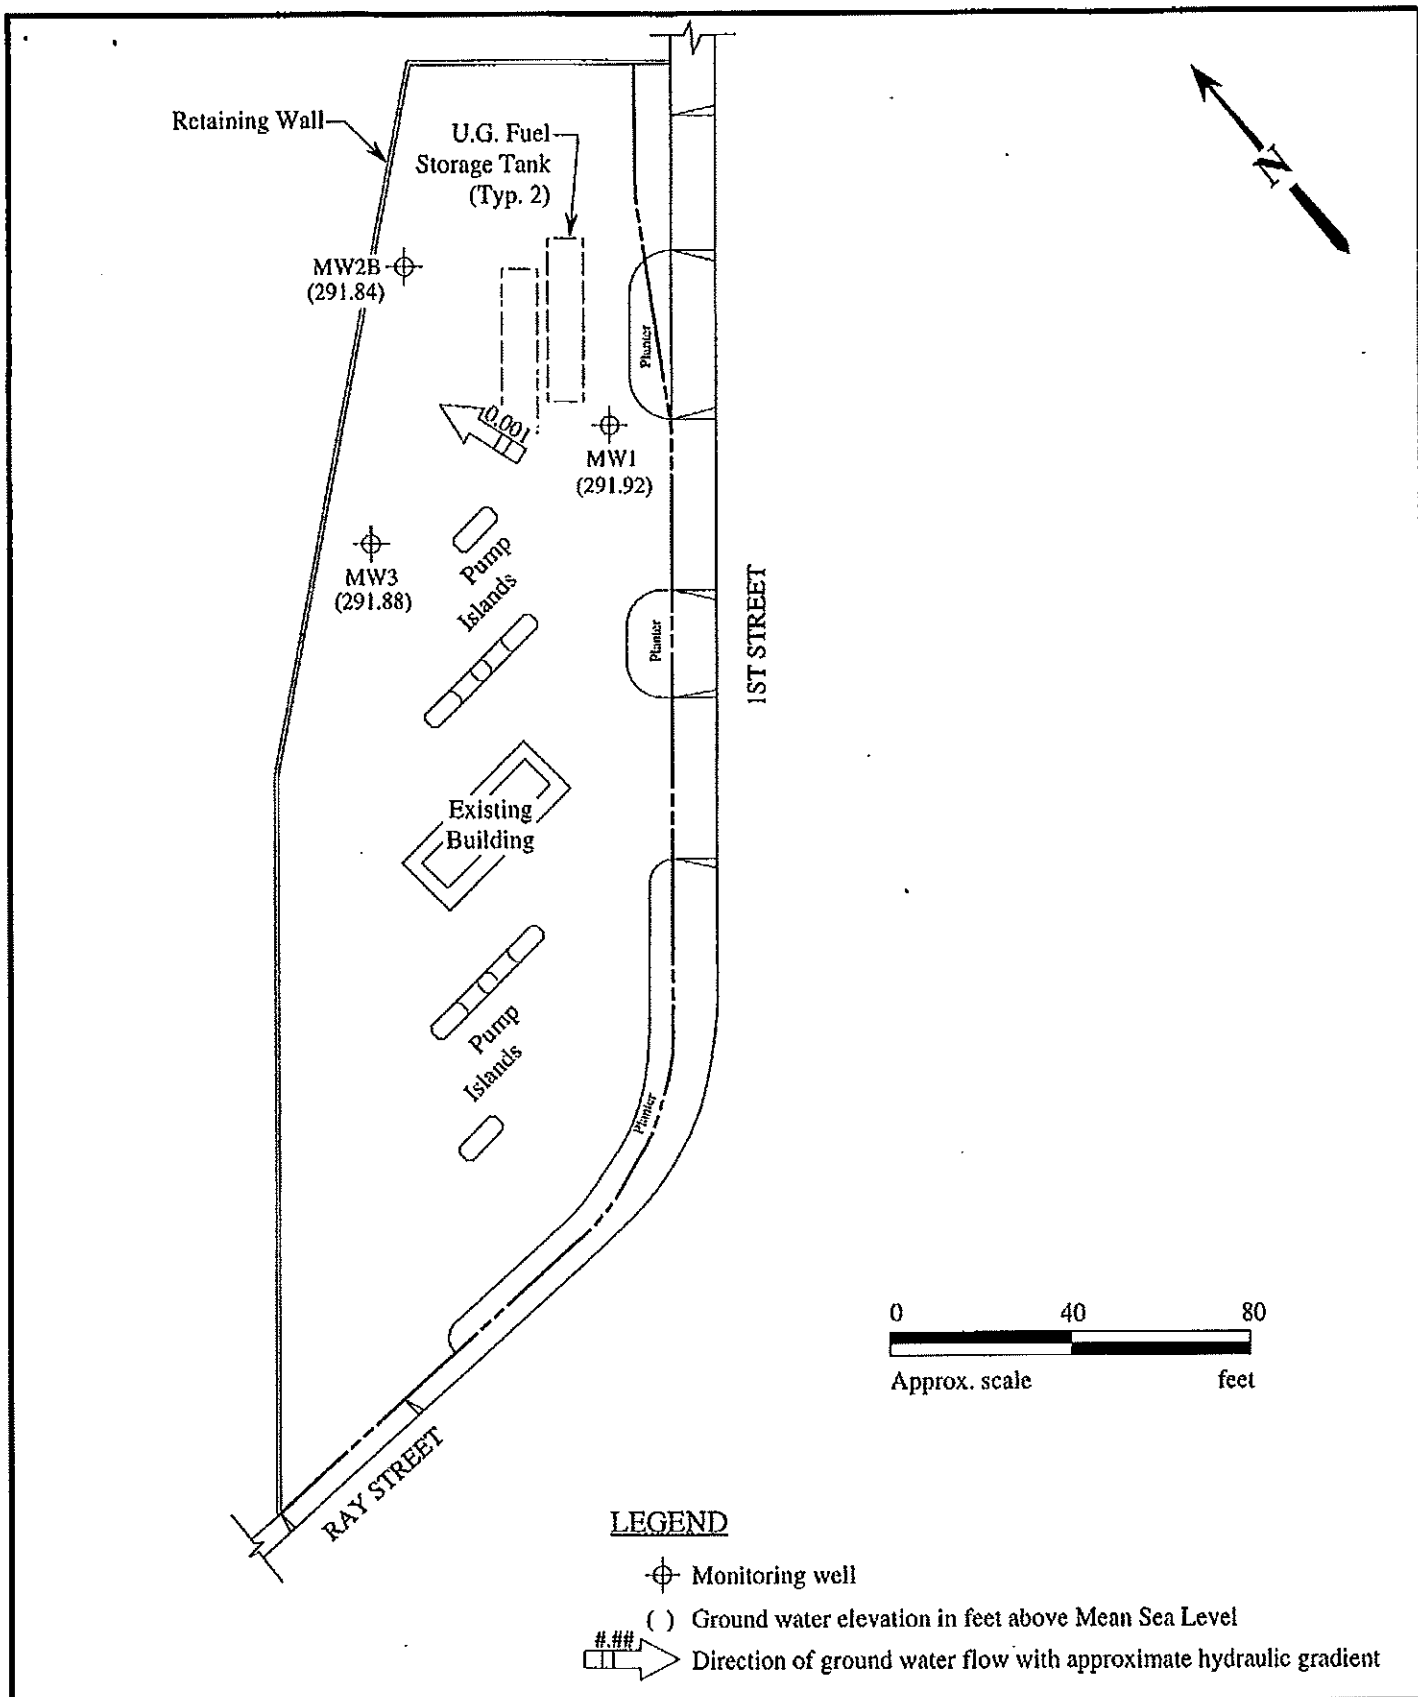 Retaining Wall
U.G. Fuel
Storage Tank
(Typ. 2)
N
MW2B
(291.84)
Planter
0.001
MW1
(291.92)
MW3
(291.88)
Pump
Islands
Planter
1ST STREET
Existing
Building
Pump
Islands
Planter
RAY STREET
0 40 80
Approx. scale feet
LEGEND
Monitoring well
( ) Ground water elevation in feet above Mean Sea Level
#.## Direction of ground water flow with approximate hydraulic gradient